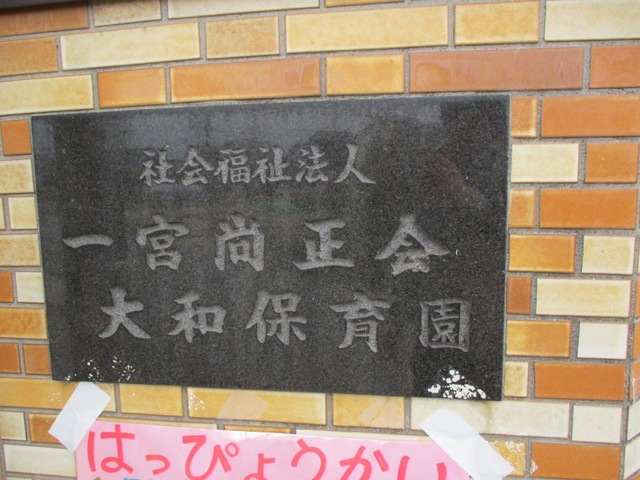 社会福祉法人
一宮尚正会
大和保育園
はっぴょうかい